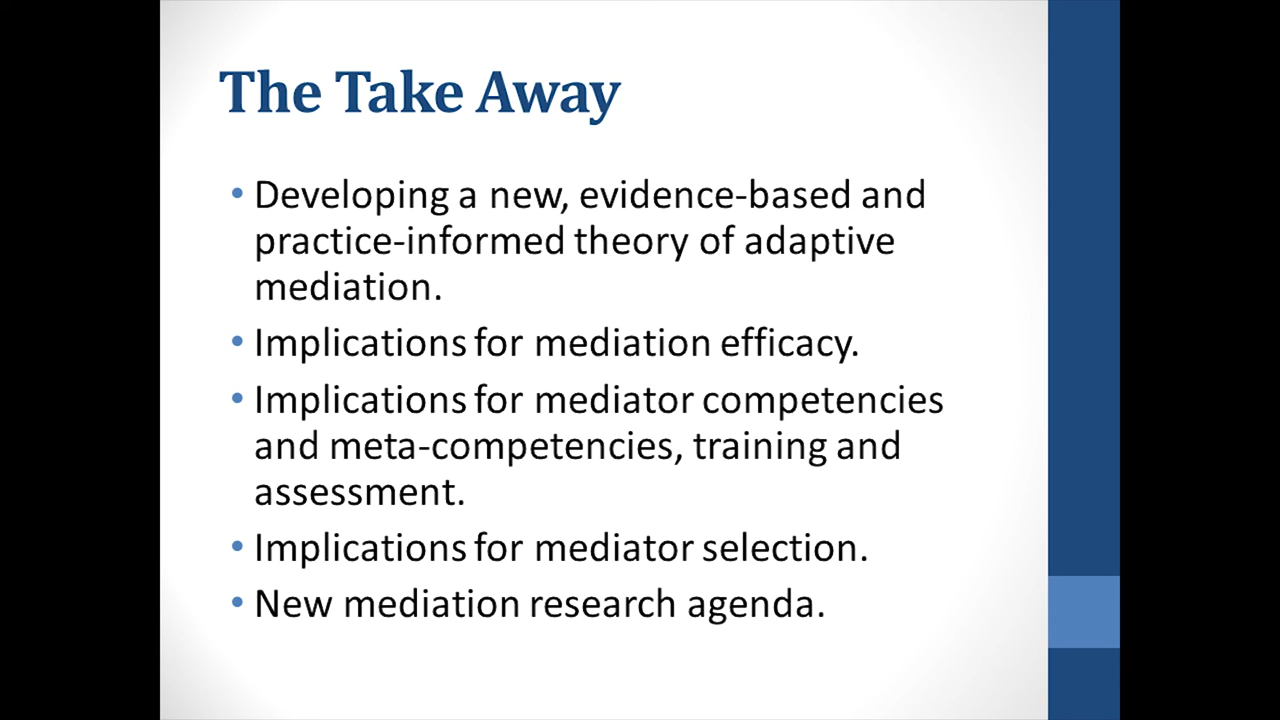 The Take Away
• Developing a new, evidence-based and
practice-informed theory of adaptive
mediation.
• Implications for mediation efficacy.
• Implications for mediator competencies
and meta-competencies, training and
assessment.
• Implications for mediator selection.
• New mediation research agenda.